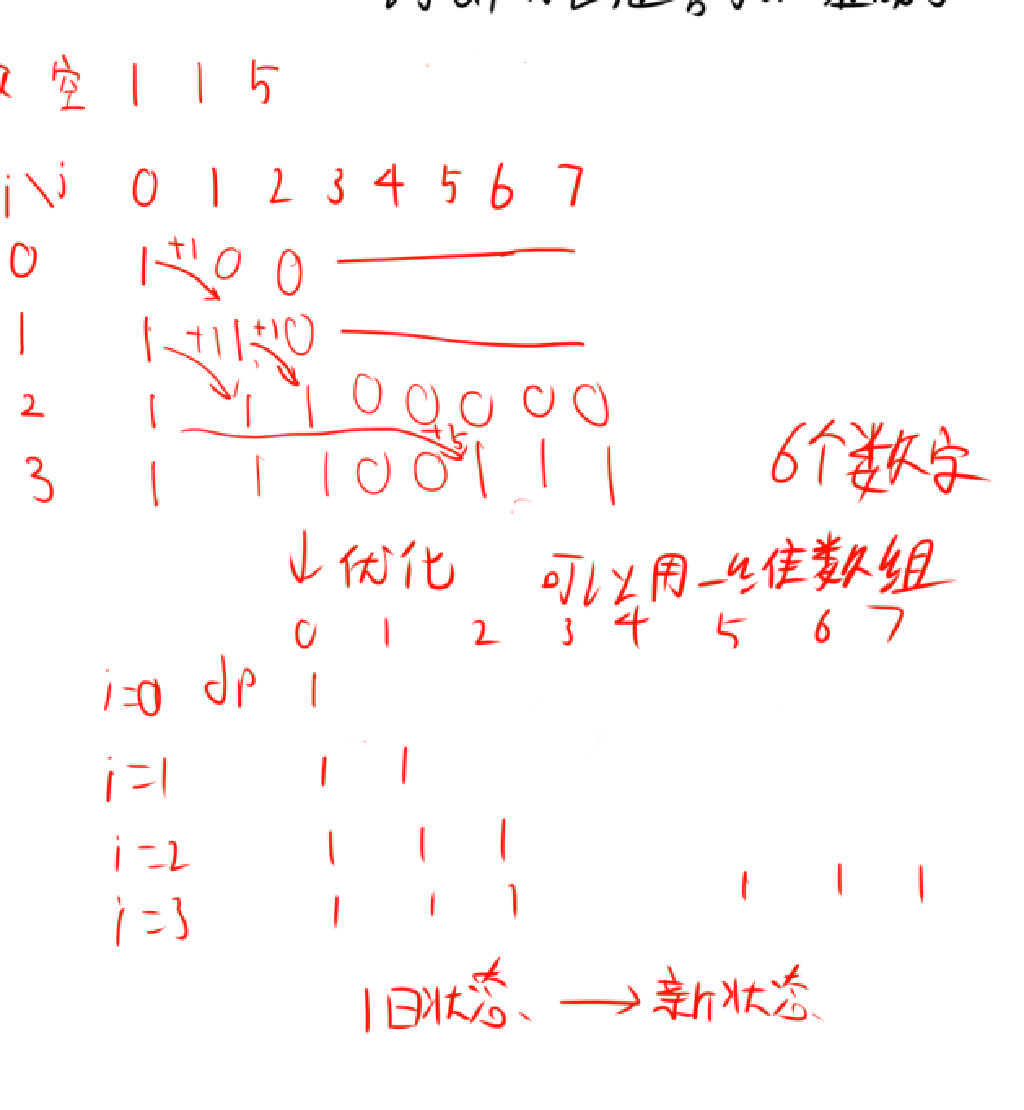 空 1 1 5
i\j 0 1 2 3 4 5 6 7
0 1 +1 0 0
1 1 +1 1 +1 0
2 1 1 1 0 0 0 0 0
+5
3 1 1 1 0 0 1 1 1 6个数字
↓优化 可以用一维数组
0 1 2 3 4 5 6 7
i=0 dp 1
i=1 1 1
i=2 1 1 1
i=3 1 1 1 1 1 1
旧状态、→新状态、